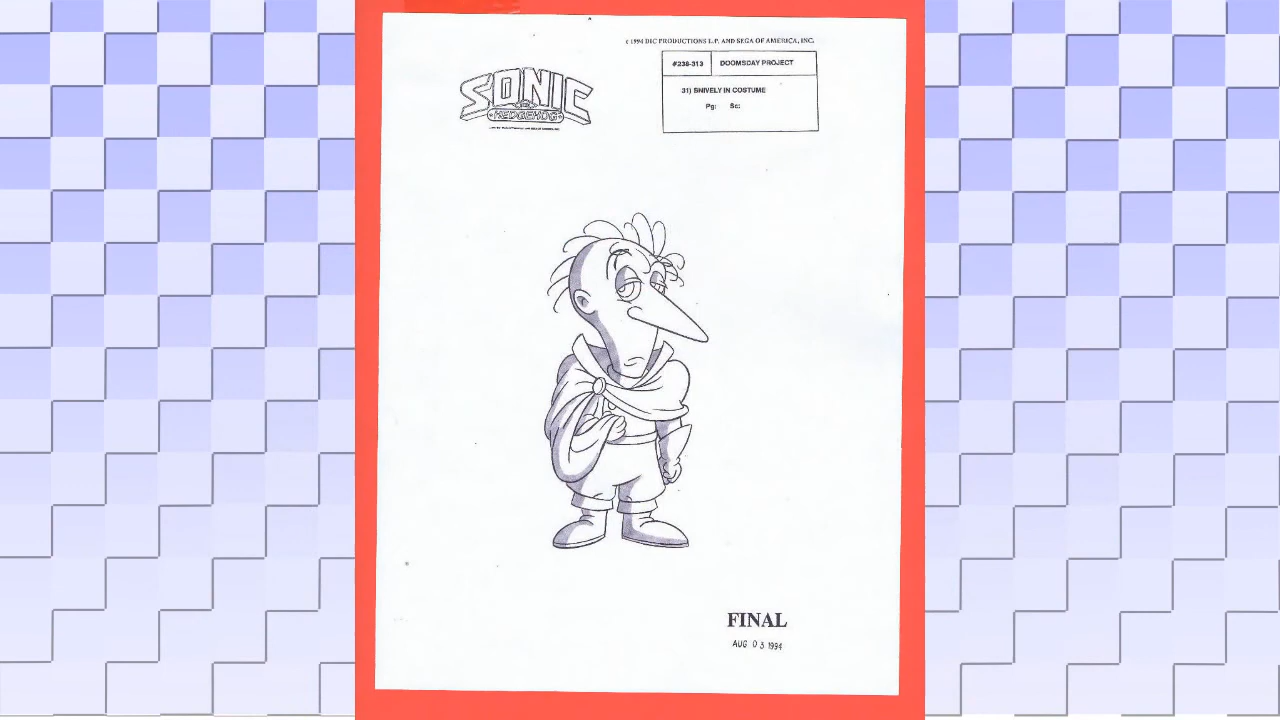 © 1994 DIC PRODUCTIONS L.P. AND SEGA OF AMERICA, INC.
#238-313 DOOMSDAY PROJECT
31) SNIVELY IN COSTUME
Pg: Sc:
SONIC
THE
HEDGEHOG
FINAL
AUG 03 1994